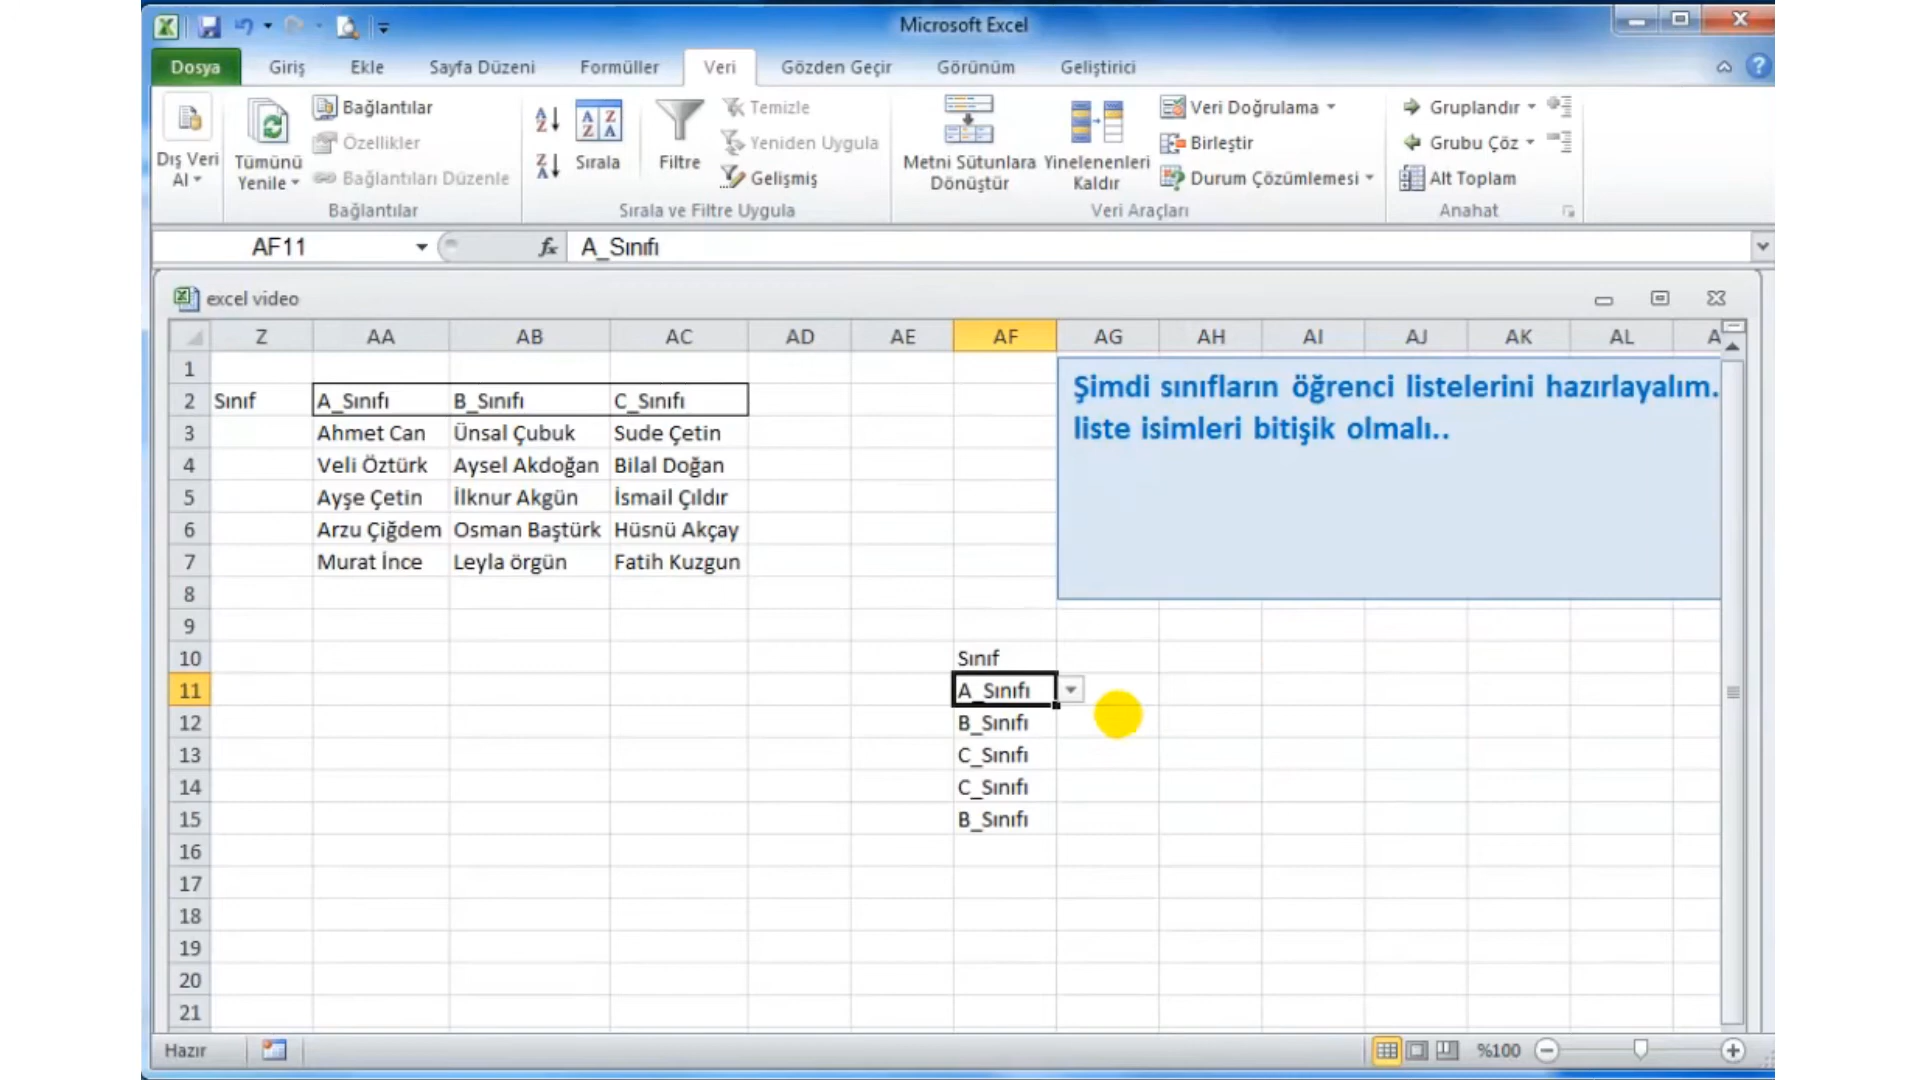 Microsoft Excel
Dosya Giriş Ekle Sayfa Düzeni Formüller Veri Gözden Geçir Görünüm Geliştirici
Dış Veri Al
Tümünü Yenile
Bağlantılar
Özellikler
Bağlantıları Düzenle
Bağlantılar
Sırala
Filtre
Temizle
Yeniden Uygula
Gelişmiş
Sırala ve Filtre Uygula
Metni Sütunlara Dönüştür
Yinelenenleri Kaldır
Veri Doğrulama
Birleştir
Durum Çözümlemesi
Veri Araçları
Gruplandır
Grubu Çöz
Alt Toplam
Anahat
AF11 fx A_Sınıfı
excel video
Z AA AB AC AD AE AF AG AH AI AJ AK AL A
1
2 Sınıf A_Sınıfı B_Sınıfı C_Sınıfı
3 Ahmet Can Ünsal Çubuk Sude Çetin
4 Veli Öztürk Aysel Akdoğan Bilal Doğan
5 Ayşe Çetin İlknur Akgün İsmail Çıldır
6 Arzu Çiğdem Osman Baştürk Hüsnü Akçay
7 Murat İnce Leyla örgün Fatih Kuzgun
Şimdi sınıfların öğrenci listelerini hazırlayalım.
liste isimleri bitişik olmalı..
8
9
10 Sınıf
11 A_Sınıfı
12 B_Sınıfı
13 C_Sınıfı
14 C_Sınıfı
15 B_Sınıfı
16
17
18
19
20
21
Hazır %100